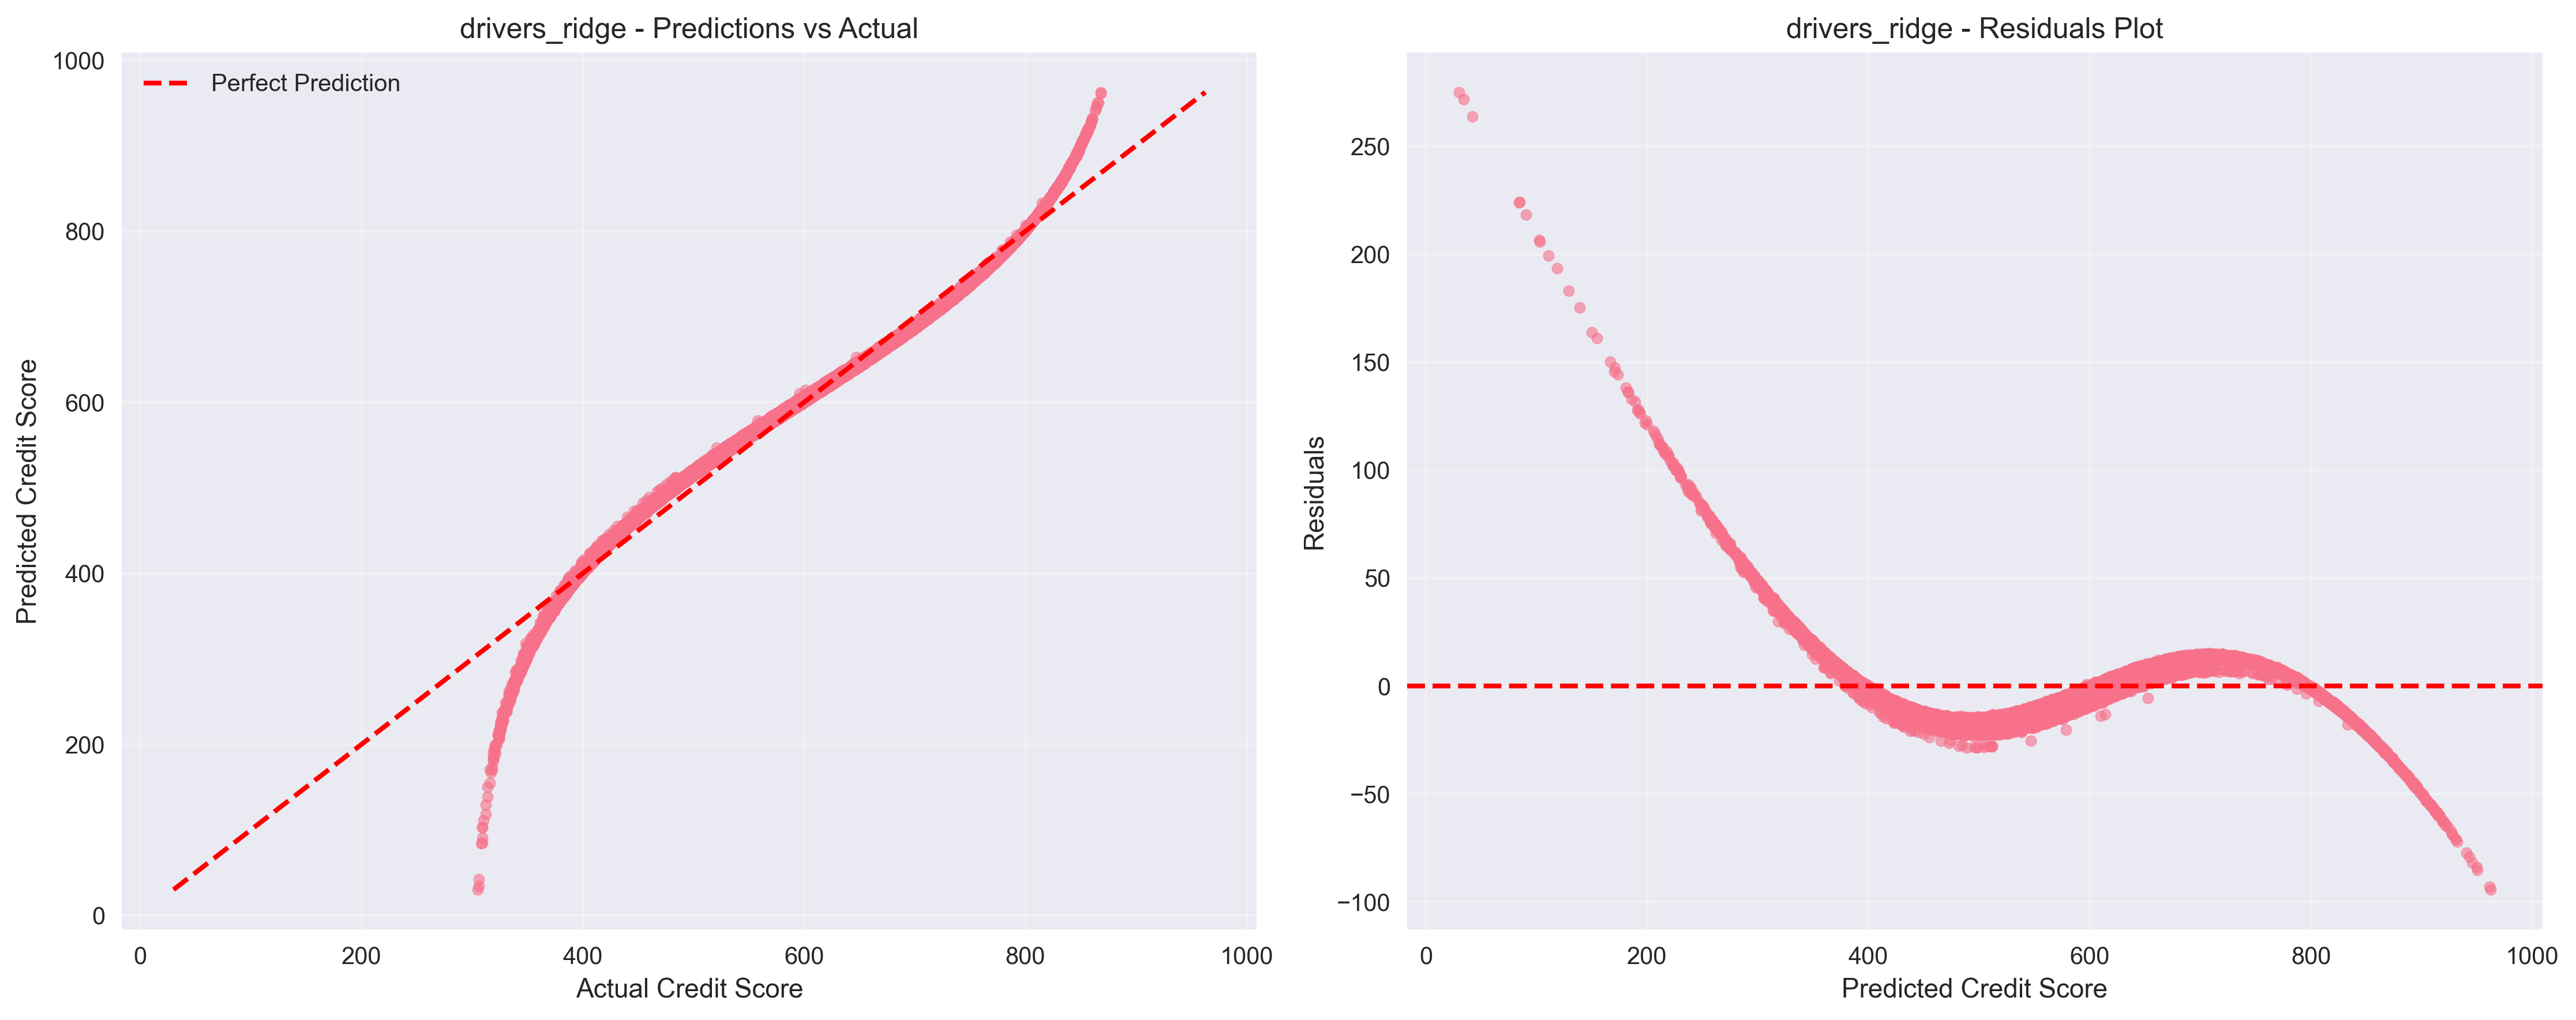 drivers_ridge - Predictions vs Actual
1000
800
600
400
200
0
Predicted Credit Score
Perfect Prediction
0 200 400 600 800 1000
Actual Credit Score
drivers_ridge - Residuals Plot
250
200
150
100
50
0
−50
−100
Residuals
0 200 400 600 800 1000
Predicted Credit Score